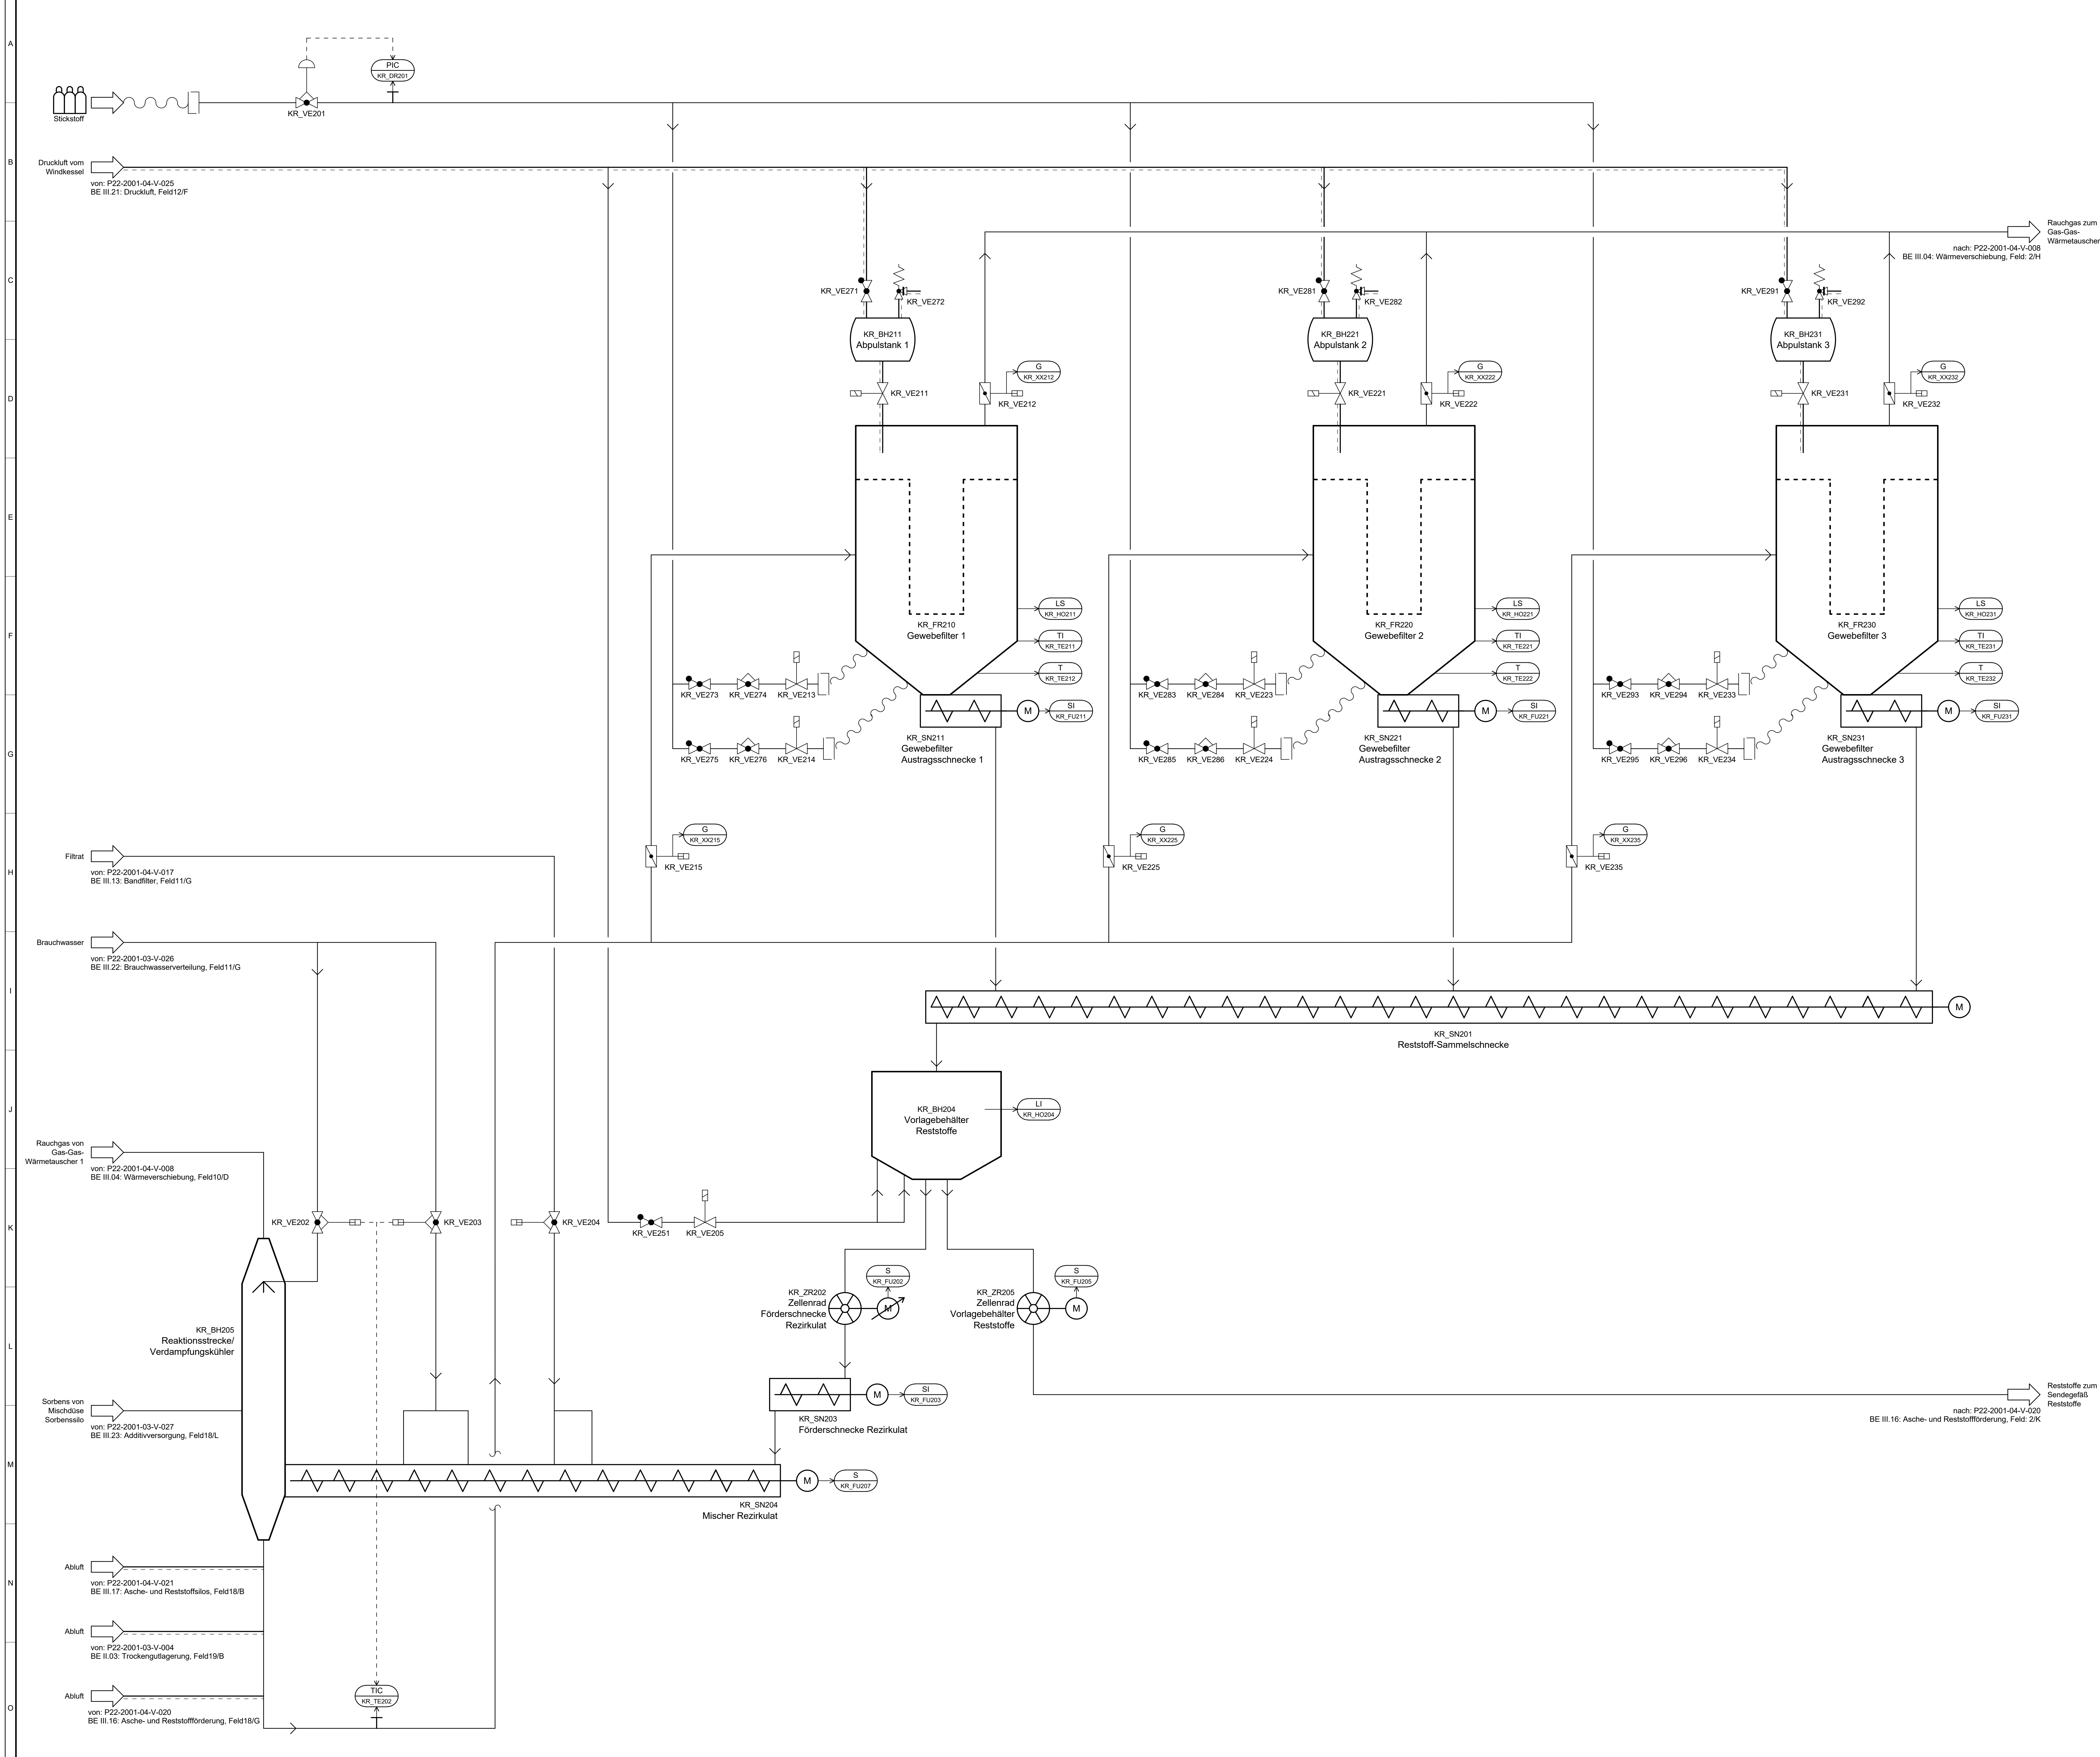 A
PIC
KR_DR201
Stickstoff
KR_VE201
B
Druckluft vom
Windkessel
von: P22-2001-04-V-025
BE III.21: Druckluft, Feld12/F
Rauchgas zum
Gas-Gas-
Wärmetauscher
nach: P22-2001-04-V-008
BE III.04: Wärmeverschiebung, Feld: 2/H
C
KR_VE271
KR_VE272
KR_VE281
KR_VE282
KR_VE291
KR_VE292
KR_BH211
Abpulstank 1
KR_BH221
Abpulstank 2
KR_BH231
Abpulstank 3
G
KR_XX212
G
KR_XX222
G
KR_XX232
D
KR_VE211
KR_VE212
KR_VE221
KR_VE222
KR_VE231
KR_VE232
E
LS
KR_HO211
LS
KR_HO221
LS
KR_HO231
F
KR_FR210
Gewebefilter 1
KR_FR220
Gewebefilter 2
KR_FR230
Gewebefilter 3
TI
KR_TE211
TI
KR_TE221
TI
KR_TE231
T
KR_TE212
T
KR_TE222
T
KR_TE232
KR_VE273
KR_VE274
KR_VE213
KR_VE283
KR_VE284
KR_VE223
KR_VE293
KR_VE294
KR_VE233
M
SI
KR_FU211
M
SI
KR_FU221
M
SI
KR_FU231
G
KR_SN211
Gewebefilter
Austragsschnecke 1
KR_SN221
Gewebefilter
Austragsschnecke 2
KR_SN231
Gewebefilter
Austragsschnecke 3
KR_VE275
KR_VE276
KR_VE214
KR_VE285
KR_VE286
KR_VE224
KR_VE295
KR_VE296
KR_VE234
G
KR_XX215
G
KR_XX225
G
KR_XX235
H
Filtrat
von: P22-2001-04-V-017
BE III.13: Bandfilter, Feld11/G
KR_VE215
KR_VE225
KR_VE235
Brauchwasser
von: P22-2001-03-V-026
BE III.22: Brauchwasserverteilung, Feld11/G
I
M
KR_SN201
Reststoff-Sammelschnecke
J
KR_BH204
Vorlagebehälter
Reststoffe
LI
KR_HO204
Rauchgas von
Gas-Gas-
Wärmetauscher 1
von: P22-2001-04-V-008
BE III.04: Wärmeverschiebung, Feld10/D
K
KR_VE202
KR_VE203
KR_VE204
KR_VE251
KR_VE205
S
KR_FU202
S
KR_FU205
KR_ZR202
Zellenrad
Förderschnecke
Rezirkulat
M
KR_ZR205
Zellenrad
Vorlagebehälter
Reststoffe
M
L
KR_BH205
Reaktionsstrecke/
Verdampfungskühler
M
SI
KR_FU203
KR_SN203
Förderschnecke Rezirkulat
Sorbens von
Mischdüse
Sorbenssilo
von: P22-2001-03-V-027
BE III.23: Additivversorgung, Feld18/L
Reststoffe zum
Sendegefäß
Reststoffe
nach: P22-2001-04-V-020
BE III.16: Asche- und Reststoffförderung, Feld: 2/K
M
M
S
KR_FU207
KR_SN204
Mischer Rezirkulat
N
Abluft
von: P22-2001-04-V-021
BE III.17: Asche- und Reststoffsilos, Feld18/B
Abluft
von: P22-2001-03-V-004
BE II.03: Trockengutlagerung, Feld19/B
O
Abluft
von: P22-2001-04-V-020
BE III.16: Asche- und Reststoffförderung, Feld18/G
TIC
KR_TE202